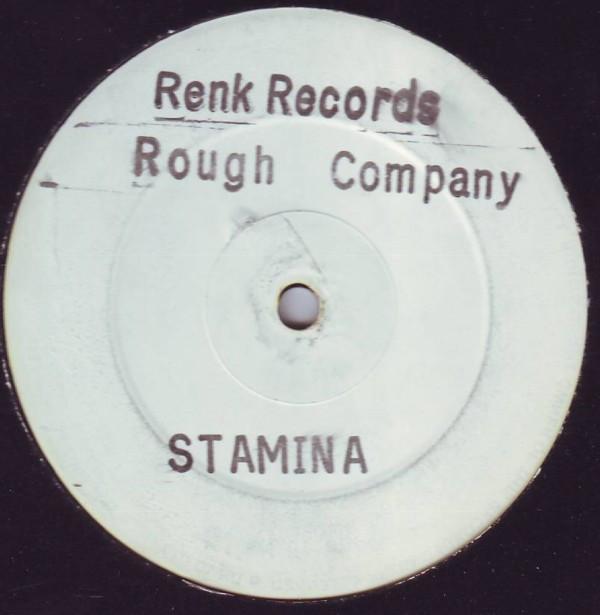 Renk Records
Rough Company
STAMINA